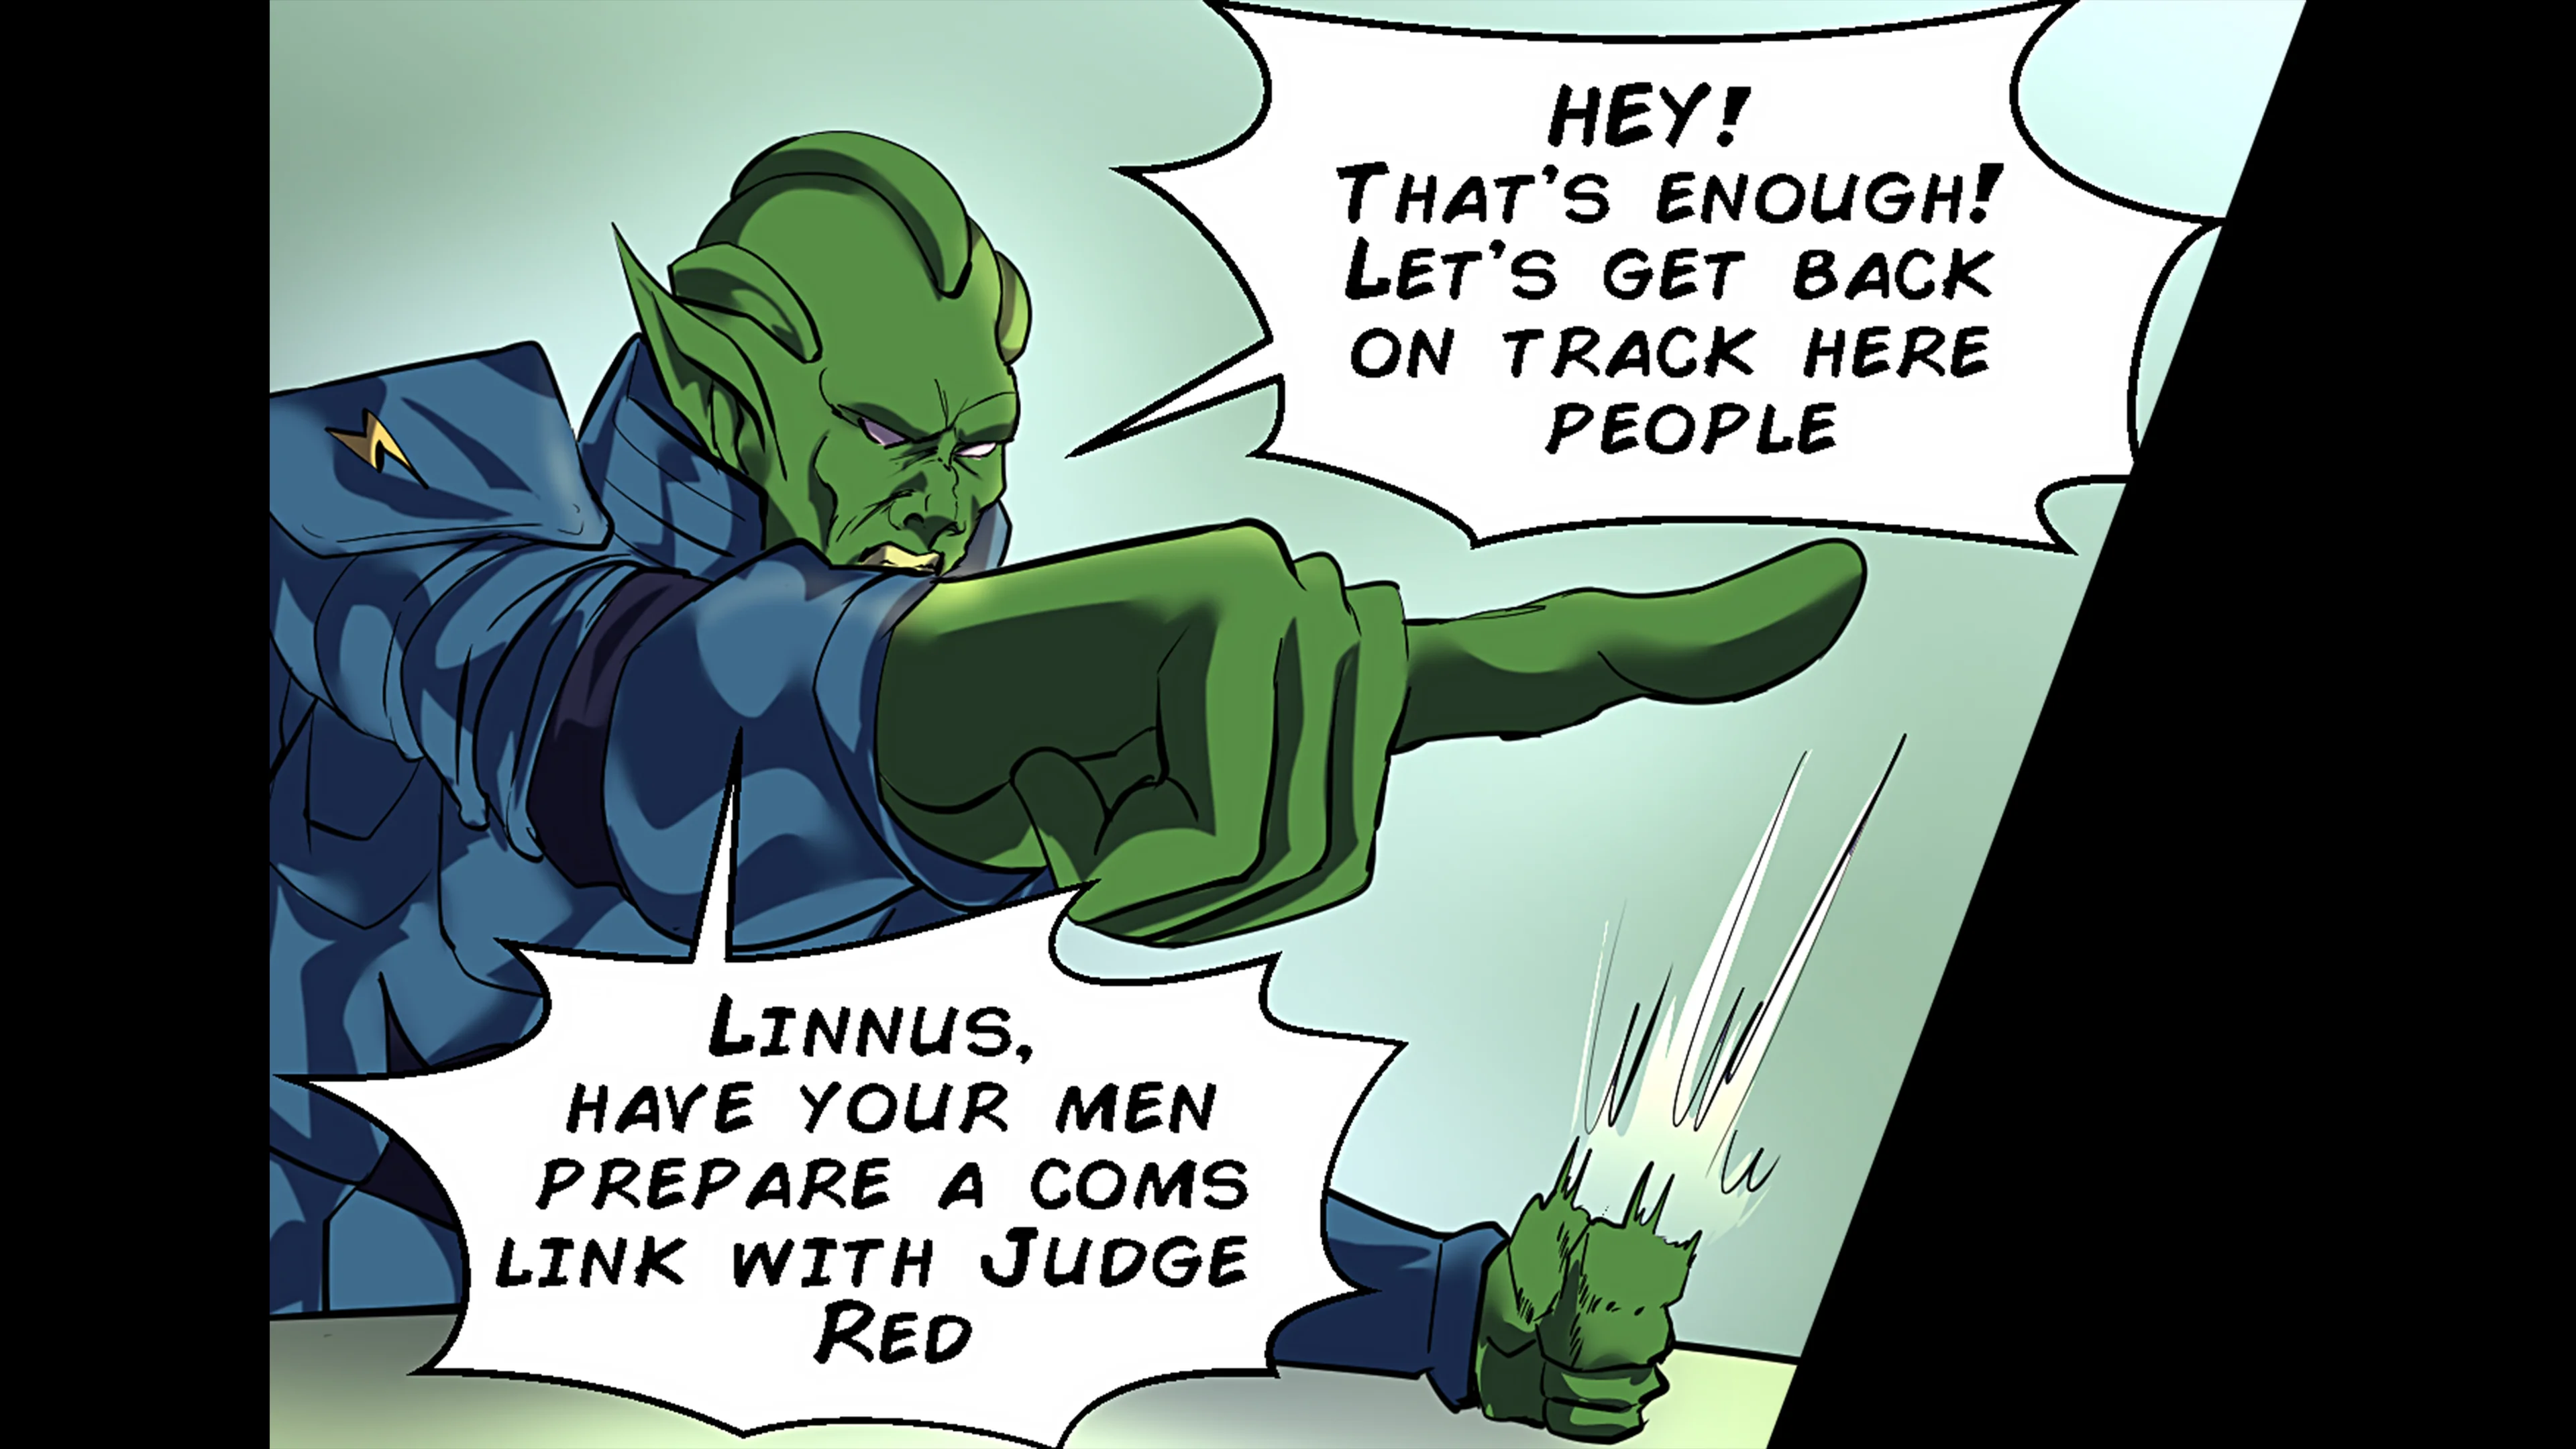 HEY!
THAT'S ENOUGH!
LET'S GET BACK
ON TRACK HERE
PEOPLE
LINNUS,
HAVE YOUR MEN
PREPARE A COMS
LINK WITH JUDGE
RED